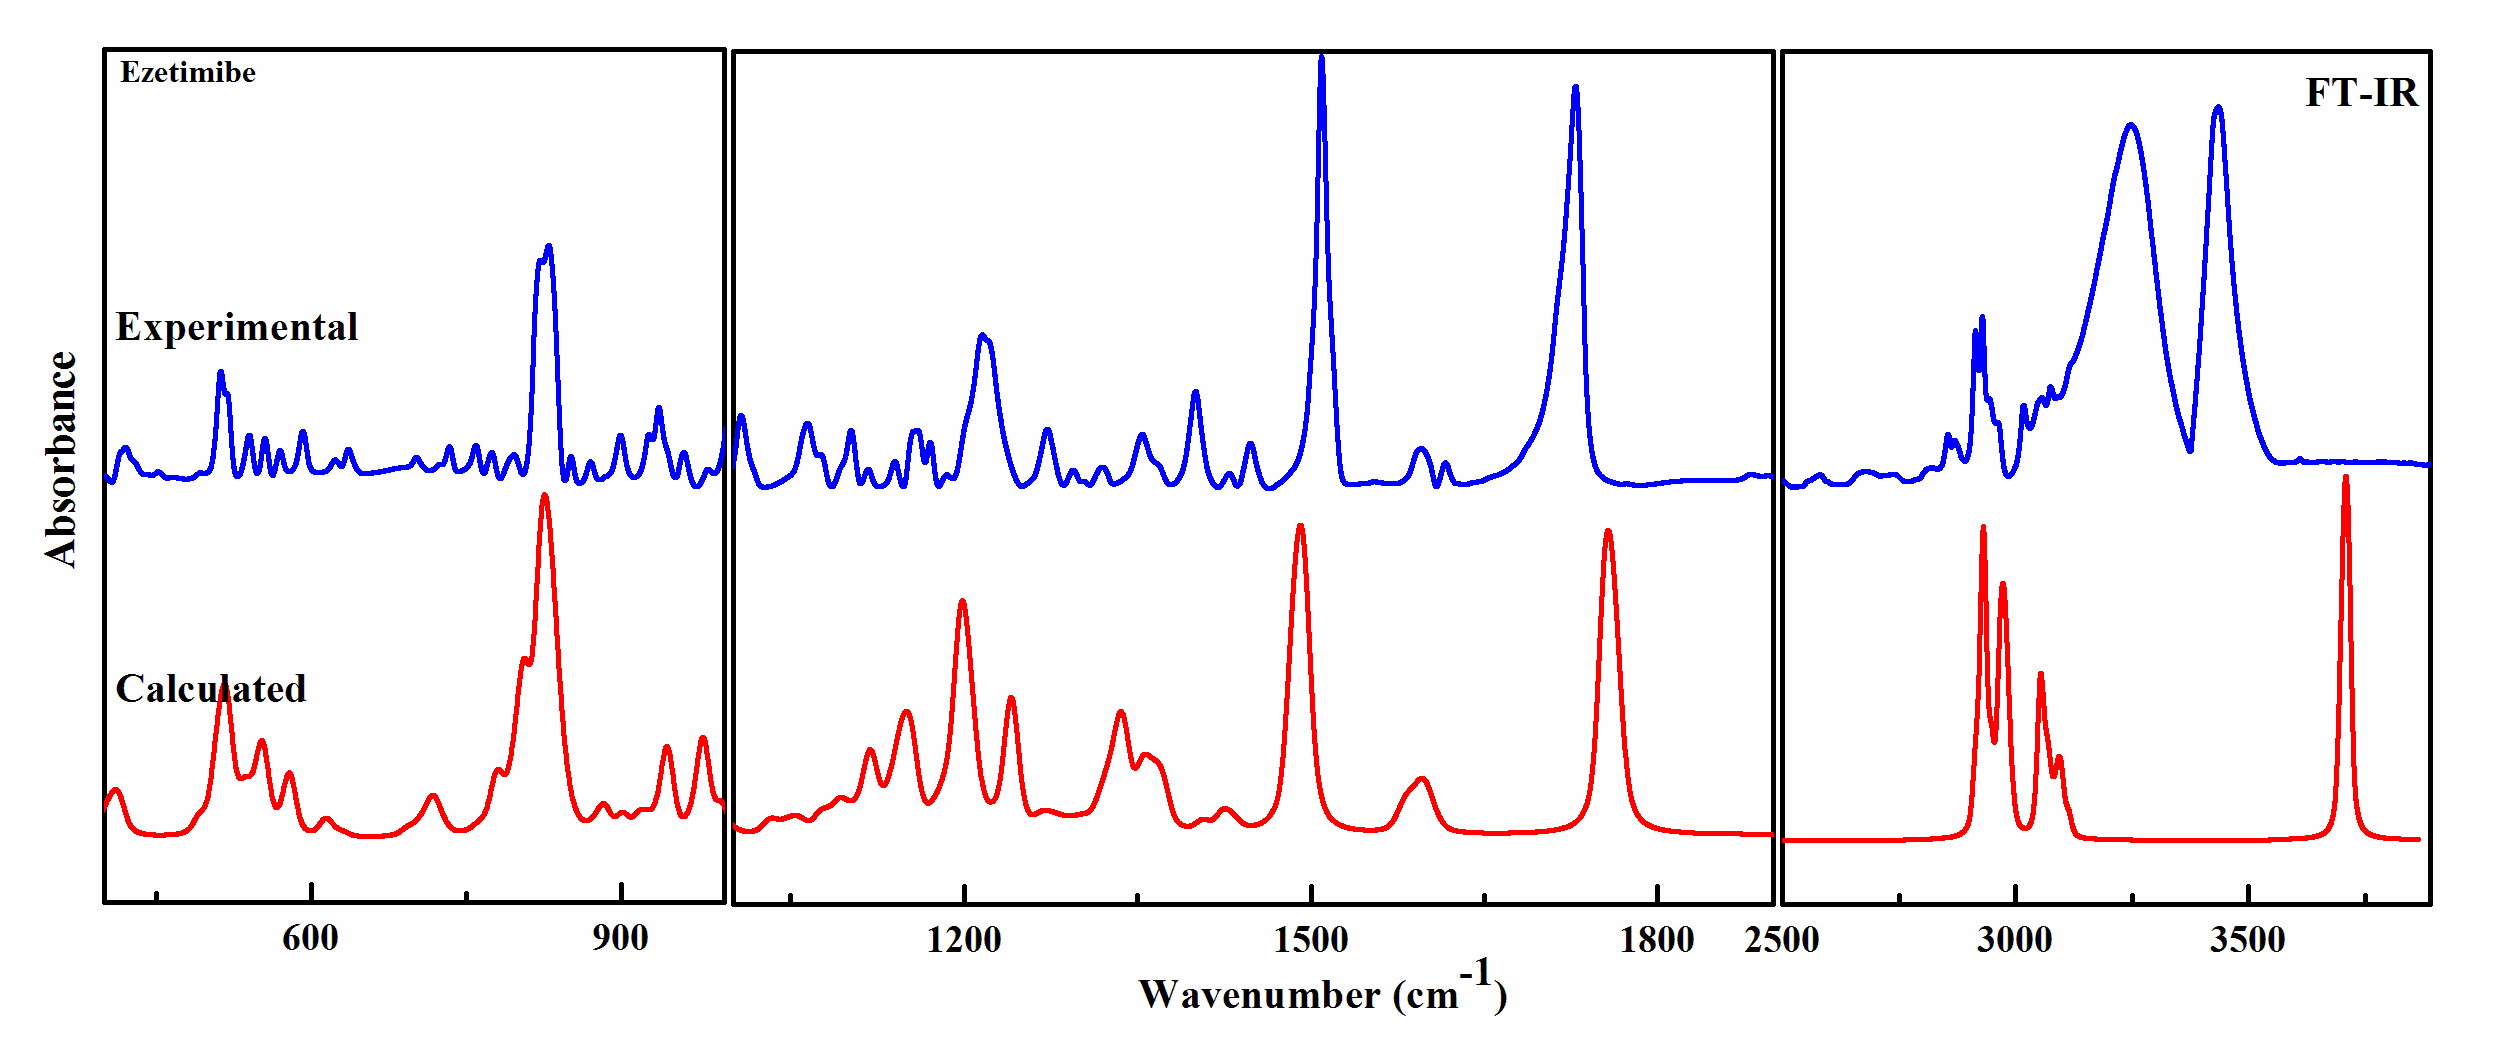 Ezetimibe
FT-IR
Experimental
Calculated
Absorbance
600 900 1200 1500 1800 2500 3000 3500
Wavenumber (cm⁻¹)